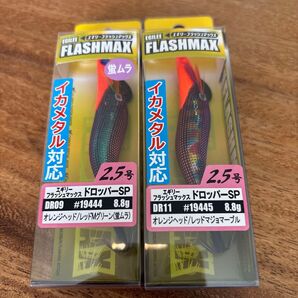 EGILEE エギリーフラッシュマックス
FLASHMAX
蛍ムラ
イカメタル対応
2.5号
エギリー
フラッシュマックス ドロッパーSP
DR09 #19444 8.8g
オレンジヘッド/レッドMグリーン(蛍ムラ)
エギリーフラッシュマックス
FLASHMAX
イカメタル対応
2.5号
エギリー
フラッシュマックス ドロッパーSP
DR11 #19445 8.8g
オレンジヘッド/レッドマジョマーブル